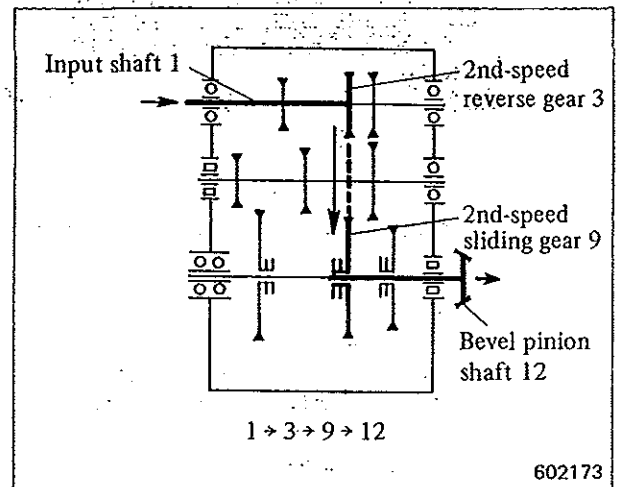 Input shaft 1
2nd-speed
reverse gear 3
2nd-speed
sliding gear 9
Bevel pinion
shaft 12
1 → 3 → 9 → 12
602173